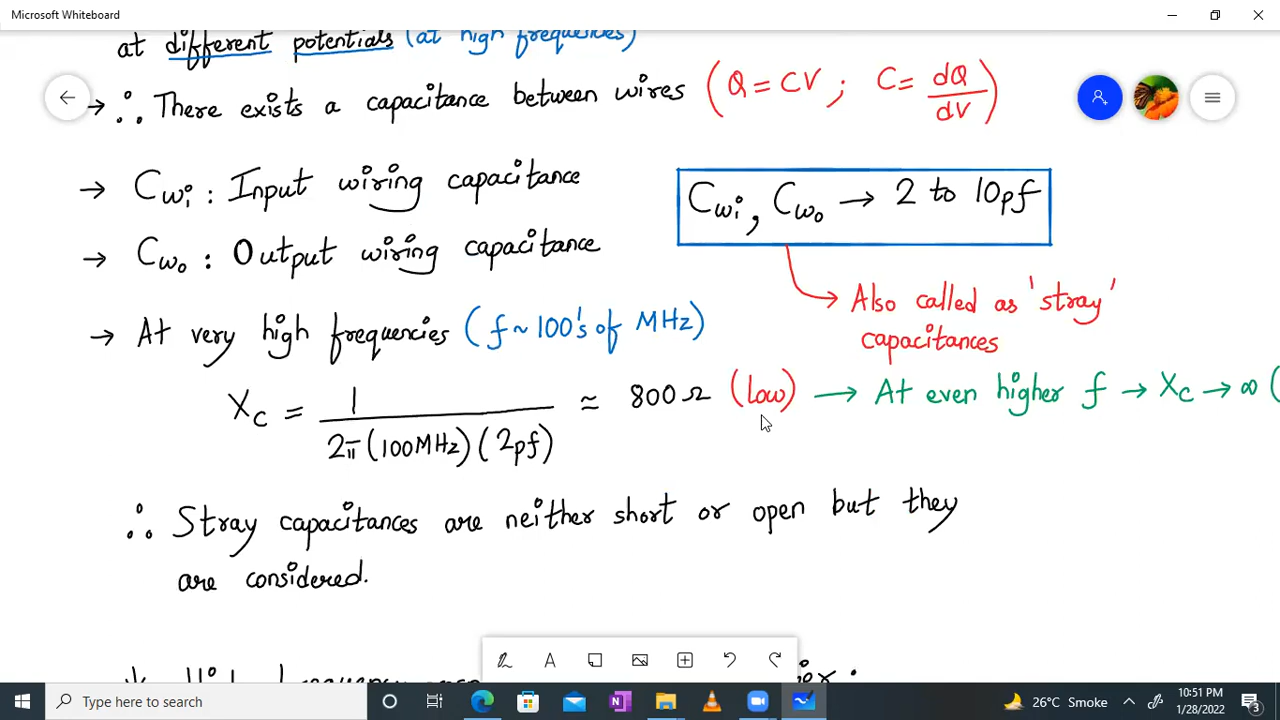 Microsoft Whiteboard
at different potentials (at high frequencies)
→ ∴ There exists a capacitance between wires (Q = CV ; C = dQ/dV)
→ Cwi : Input wiring capacitance
Cwi, Cwo → 2 to 10pf
→ Cwo : Output wiring capacitance
Also called as 'stray'
capacitances
→ At very high frequencies (f ~ 100's of MHz)
Xc = 1/2π(100MHz)(2pf) ≈ 800Ω (low) → At even higher f → Xc → ∞ (
∴ Stray capacitances are neither short or open but they
are considered.
Type here to search
26°C Smoke
10:51 PM
1/28/2022
3